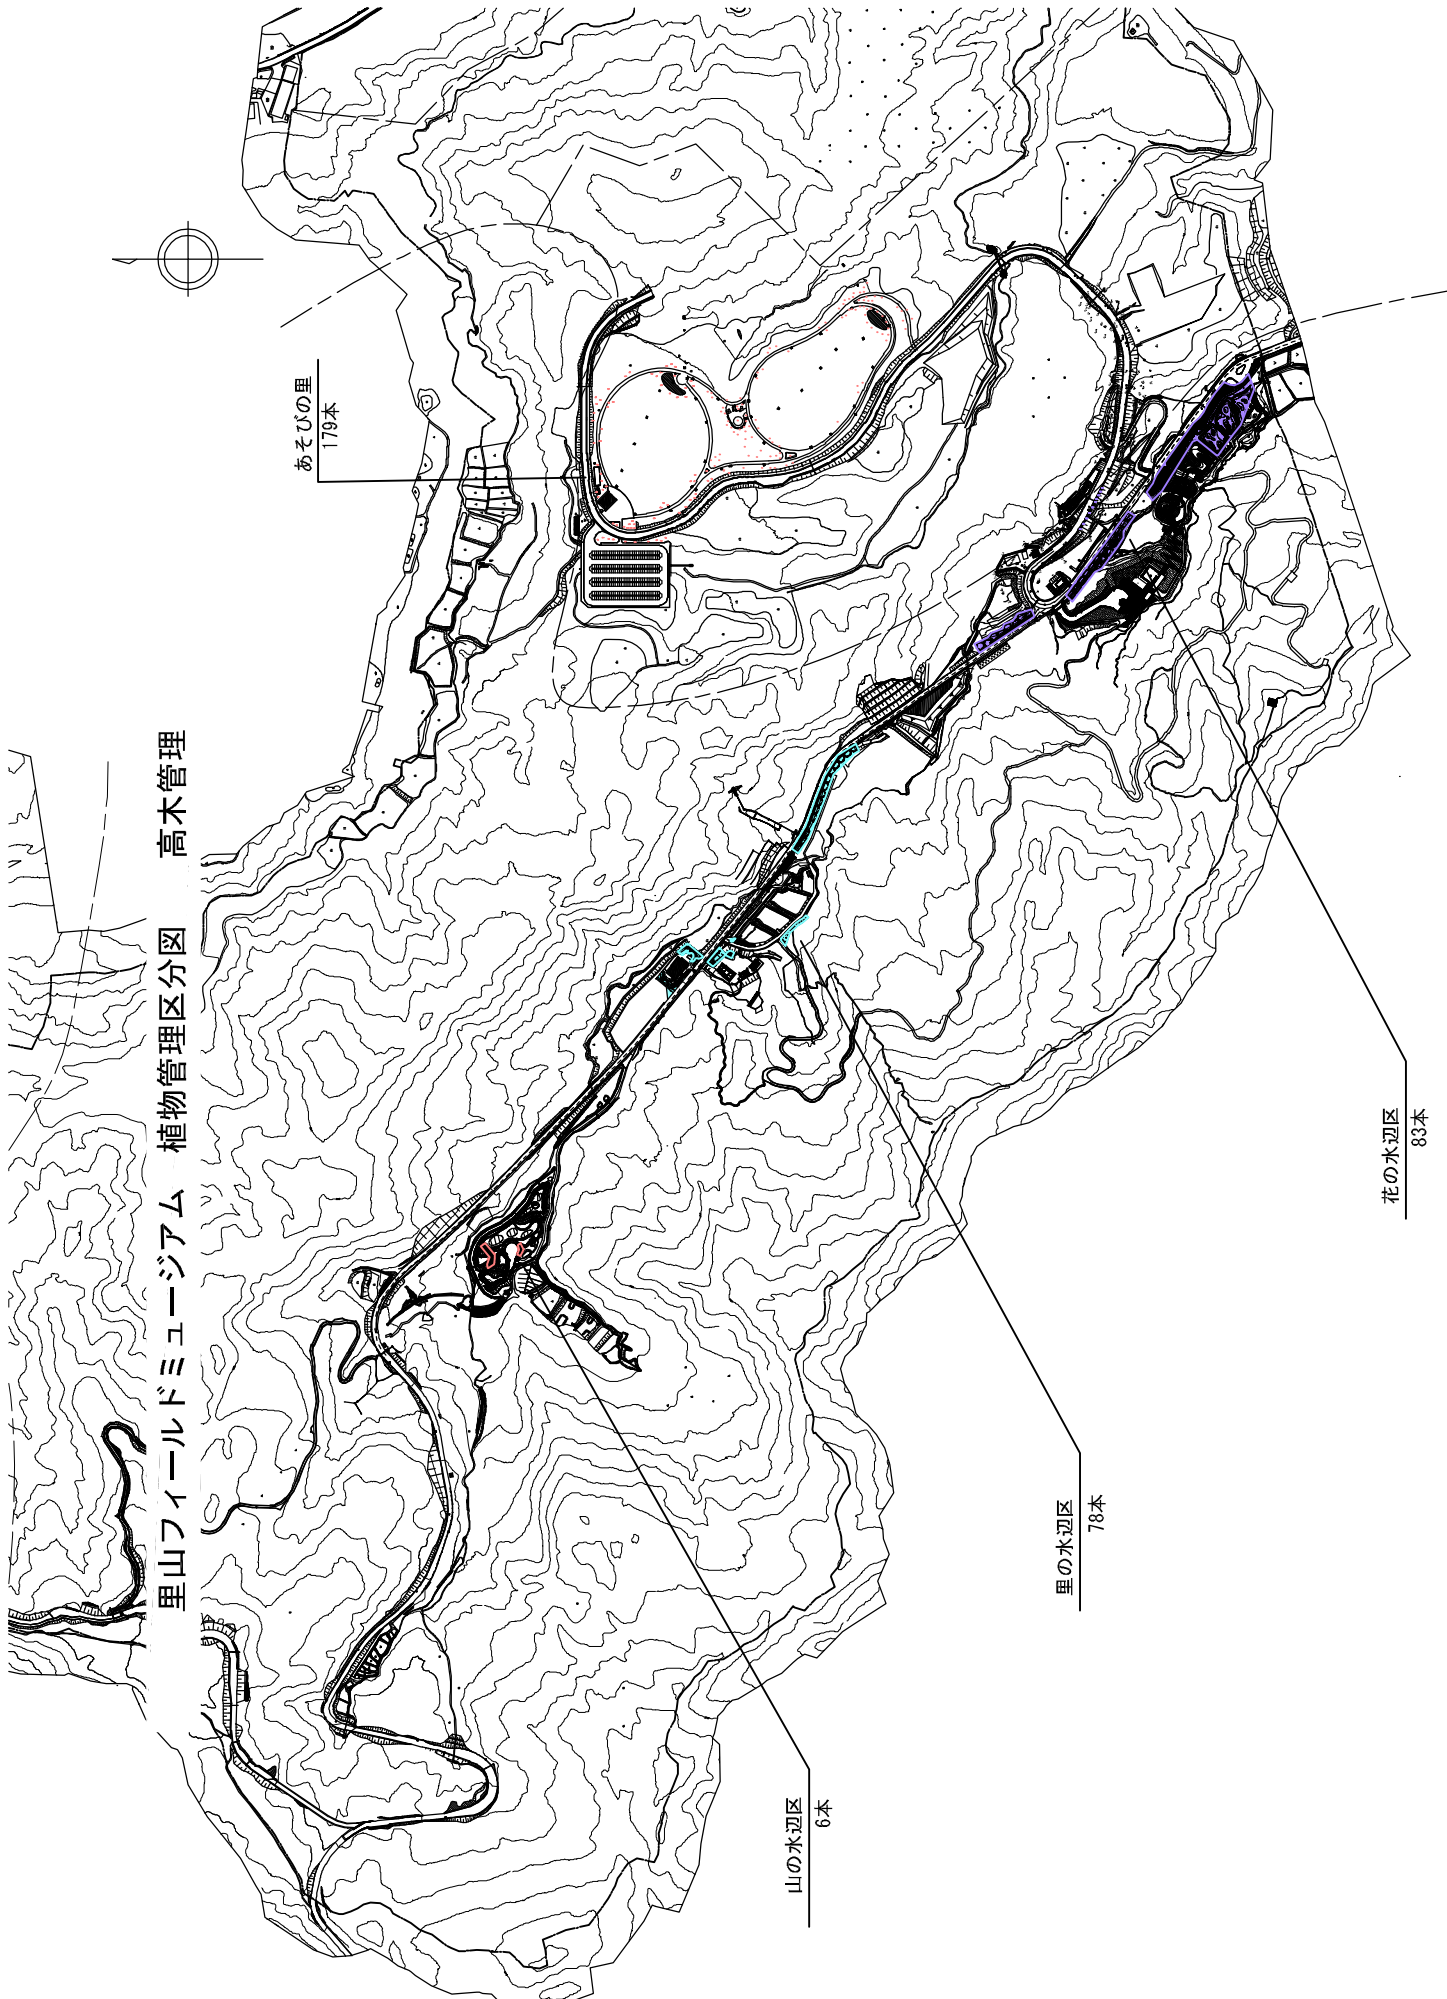 里山フィールドミュージアム 植物管理区分図 高木管理
あそびの里
179本
山の水辺区
6本
里の水辺区
78本
花の水辺区
83本